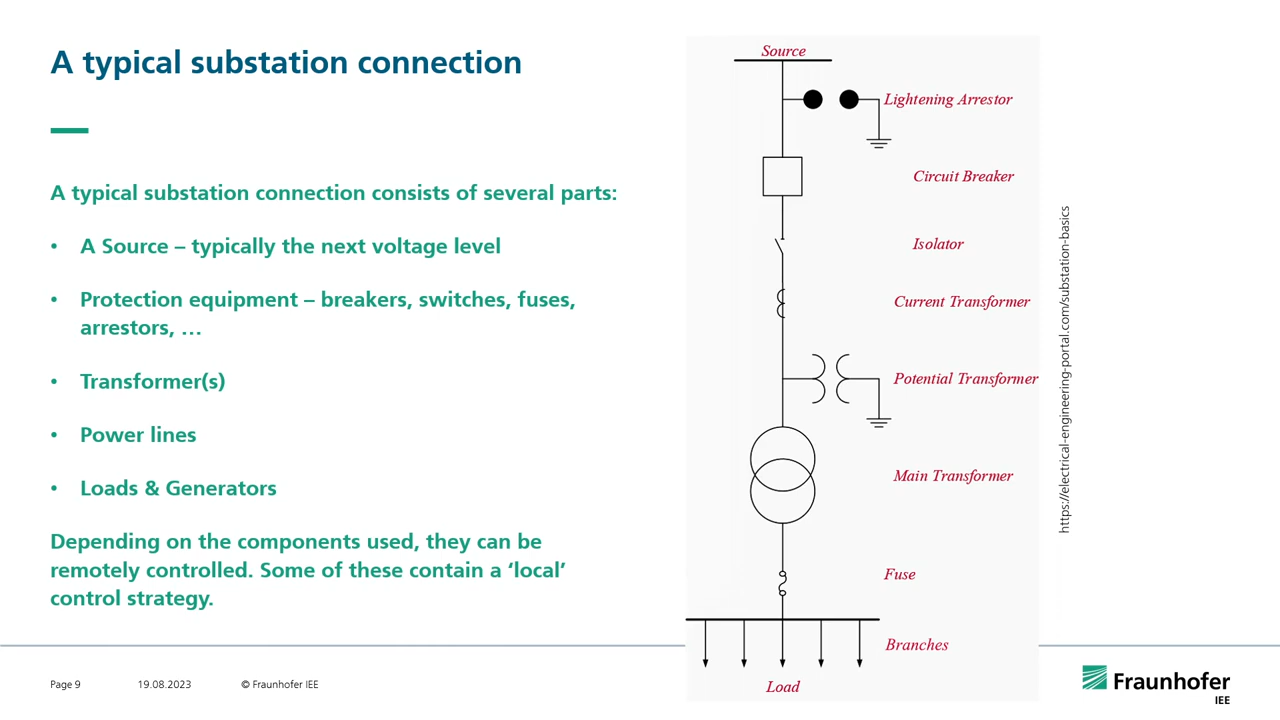 A typical substation connection
A typical substation connection consists of several parts:
• A Source – typically the next voltage level
• Protection equipment – breakers, switches, fuses,
arrestors, …
• Transformer(s)
• Power lines
• Loads & Generators
Depending on the components used, they can be
remotely controlled. Some of these contain a ‘local’
control strategy.
Source
Lightening Arrestor
Circuit Breaker
Isolator
Current Transformer
Potential Transformer
Main Transformer
Fuse
Branches
Load
https://electrical-engineering-portal.com/substation-basics
Page 9
19.08.2023
© Fraunhofer IEE
Fraunhofer
IEE